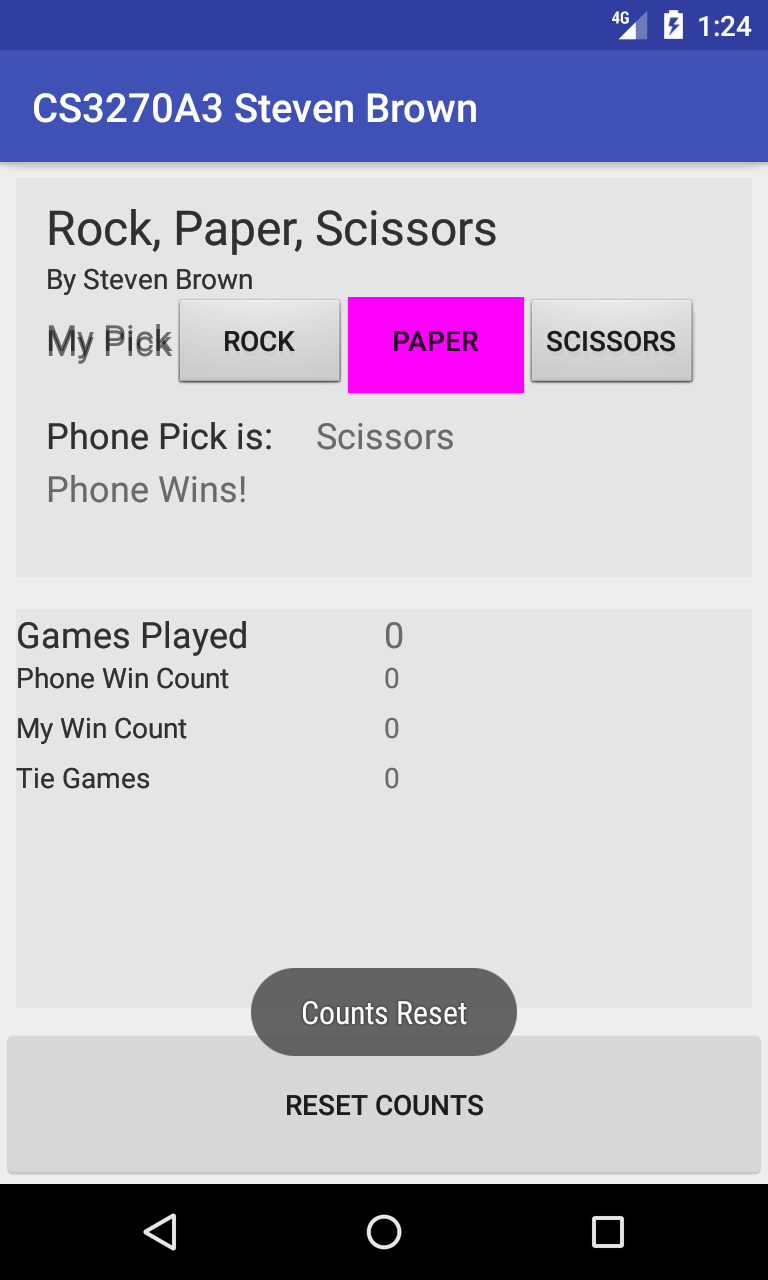 4G 1:24
CS3270A3 Steven Brown
Rock, Paper, Scissors
By Steven Brown
My Pick ROCK PAPER SCISSORS
Phone Pick is: Scissors
Phone Wins!
Games Played 0
Phone Win Count 0
My Win Count 0
Tie Games 0
Counts Reset
RESET COUNTS